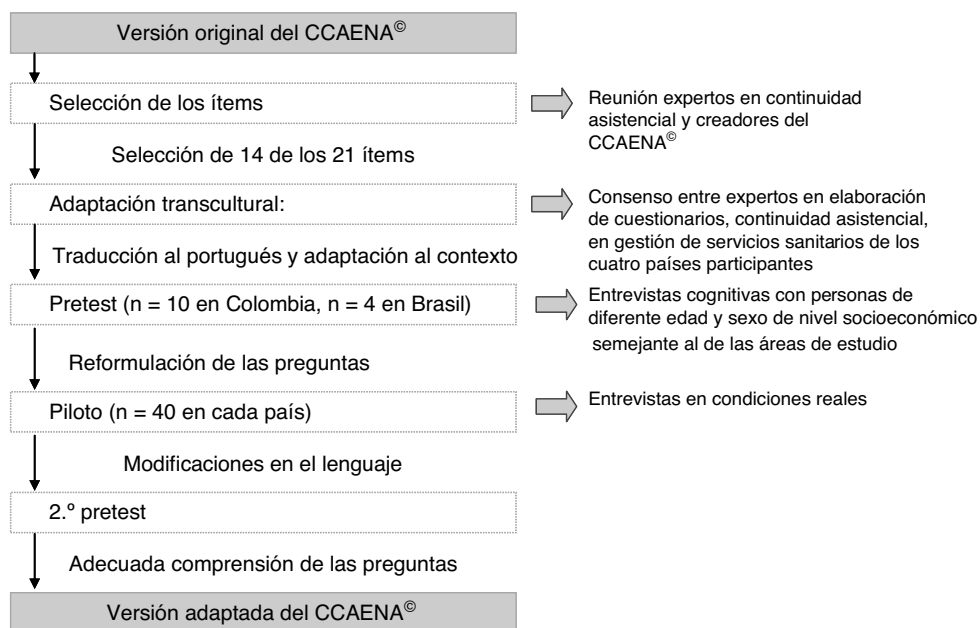 Versión original del CCAENA©
Selección de los ítems
Reunión expertos en continuidad
asistencial y creadores del
CCAENA©
Selección de 14 de los 21 ítems
Adaptación transcultural:
Consenso entre expertos en elaboración
de cuestionarios, continuidad asistencial,
en gestión de servicios sanitarios de los
cuatro países participantes
Traducción al portugués y adaptación al contexto
Pretest (n = 10 en Colombia, n = 4 en Brasil)
Entrevistas cognitivas con personas de
diferente edad y sexo de nivel socioeconómico
semejante al de las áreas de estudio
Reformulación de las preguntas
Piloto (n = 40 en cada país)
Entrevistas en condiciones reales
Modificaciones en el lenguaje
2.º pretest
Adecuada comprensión de las preguntas
Versión adaptada del CCAENA©